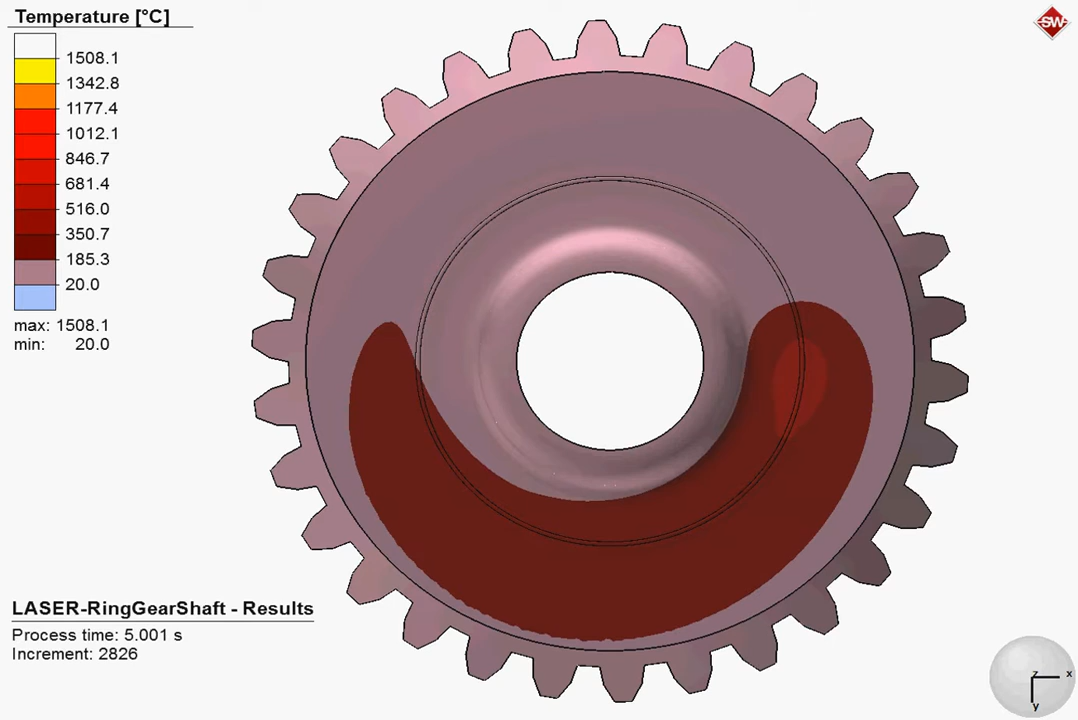 Temperature [°C]
1508.1
1342.8
1177.4
1012.1
846.7
681.4
516.0
350.7
185.3
20.0
max: 1508.1
min: 20.0
SW
LASER-RingGearShaft - Results
Process time: 5.001 s
Increment: 2826
z
x
y